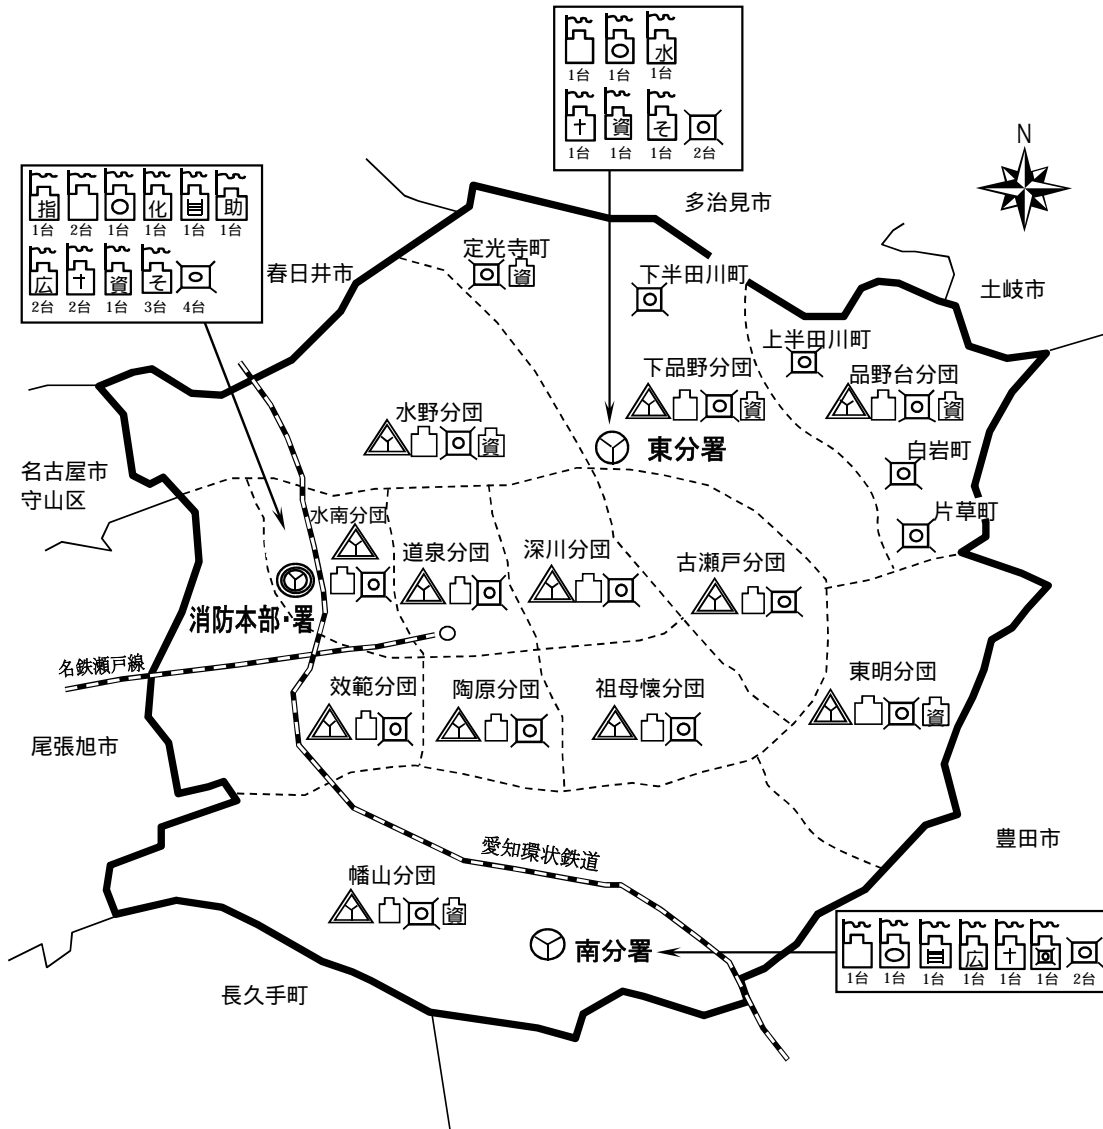 1台 1台 1台
水
十 資 そ
1台 1台 1台 2台
N
指 化 助
1台 2台 1台 1台 1台 1台
広 十 資 そ
2台 2台 1台 3台 4台
多治見市
春日井市
定光寺町
資
下半田川町
土岐市
上半田川町
下品野分団
資
品野台分団
資
水野分団
資
東分署
白岩町
名古屋市
守山区
片草町
水南分団
道泉分団
深川分団
古瀬戸分団
消防本部・署
名鉄瀬戸線
効範分団
陶原分団
祖母懐分団
東明分団
資
尾張旭市
愛知環状鉄道
豊田市
幡山分団
資
南分署
広 十
1台 1台 1台 1台 1台 1台 2台
長久手町